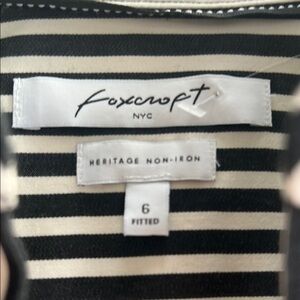 foxcroft
NYC
HERITAGE NON-IRON
6
FITTED